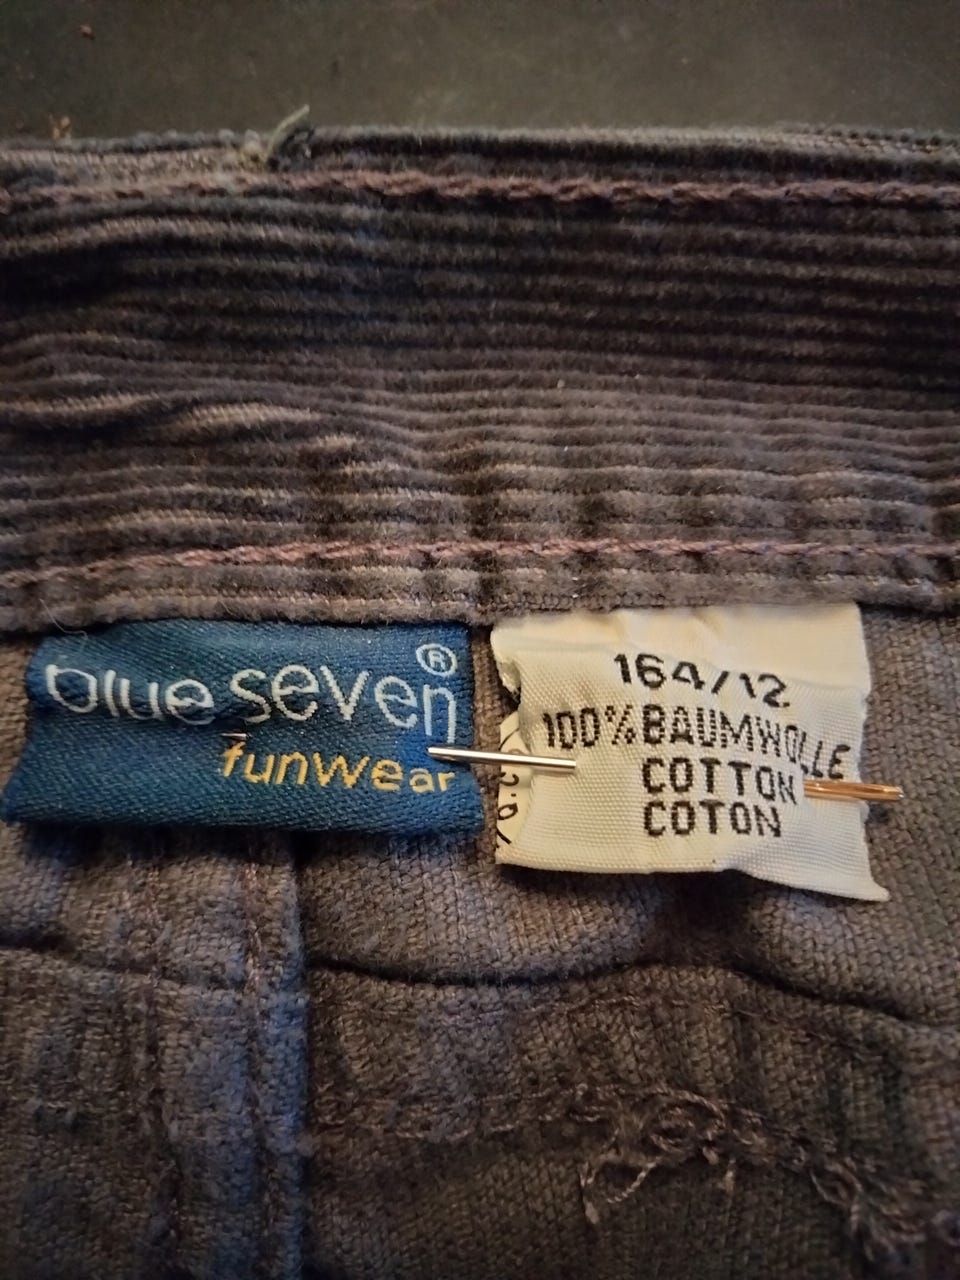 blue seven®
funwear
164/12
100%BAUMWOLLE
COTTON
COTON